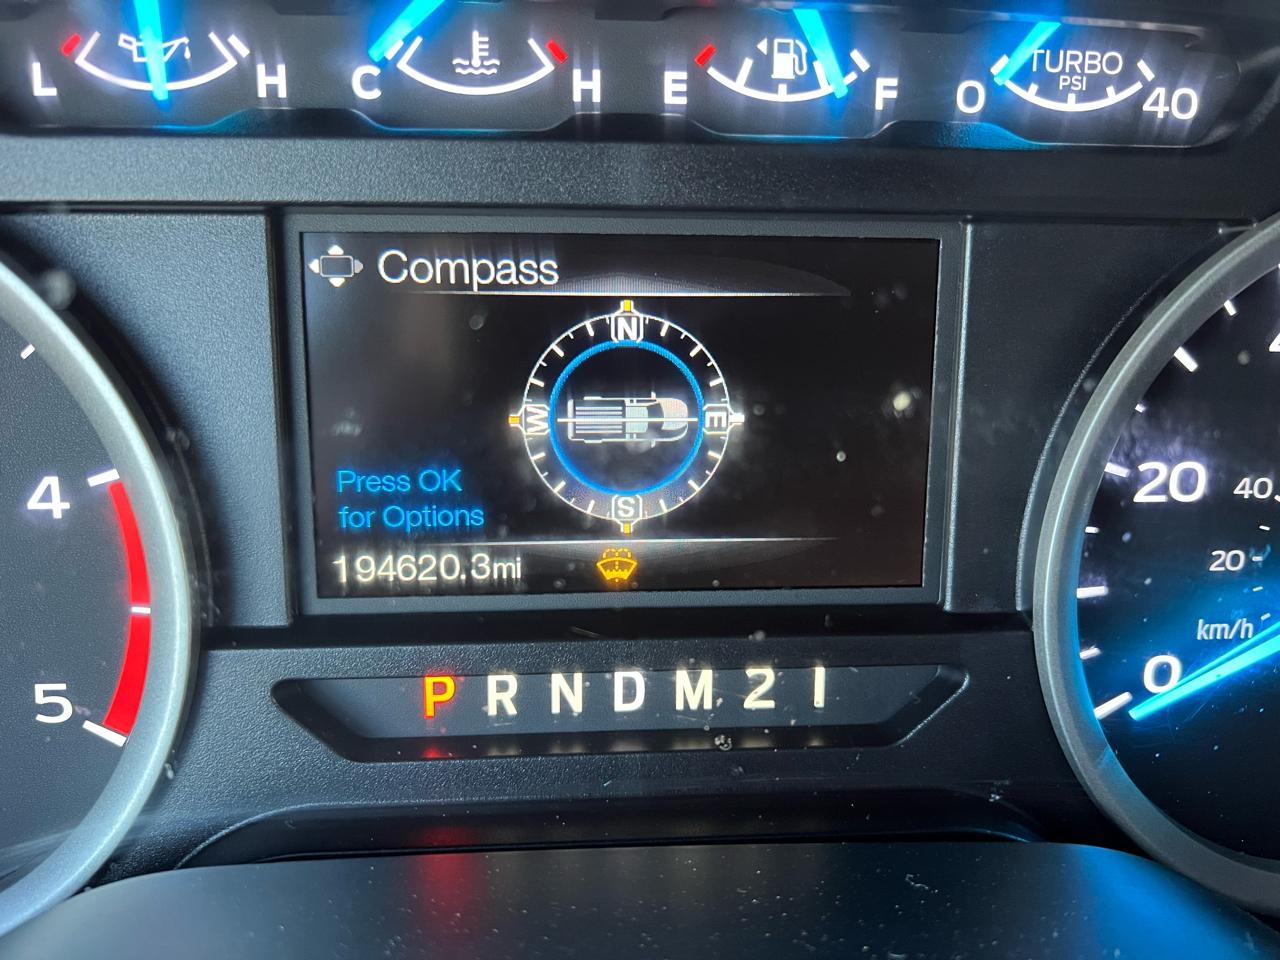 L H C H E F 0 TURBO
PSI 40
Compass
N
W E
S
Press OK
for Options
194620.3mi
4
5
P R N D M 2 1
20
40
20
km/h
0